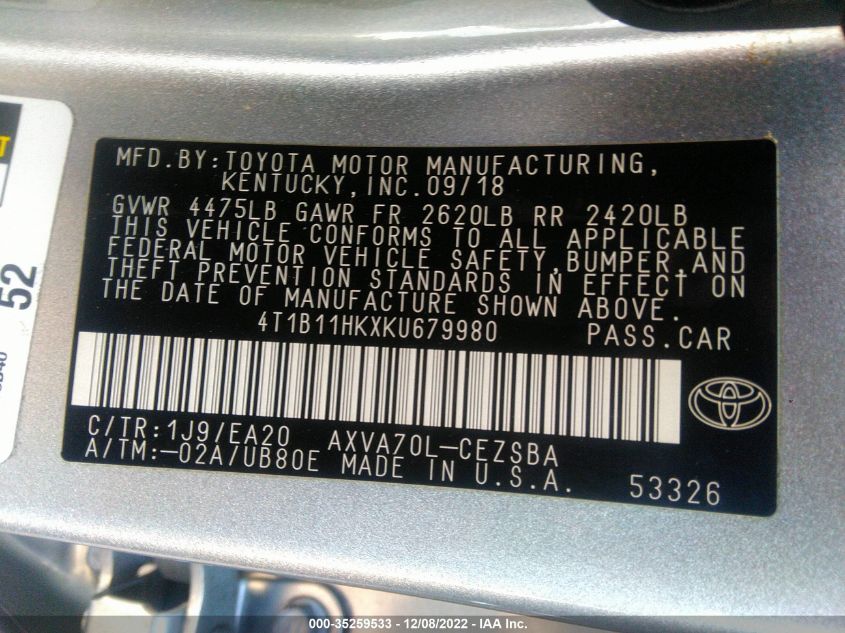 MFD.BY:TOYOTA MOTOR MANUFACTURING,
KENTUCKY,INC.09/18
GVWR 4475LB GAWR FR 2620LB RR 2420LB
THIS VEHICLE CONFORMS TO ALL APPLICABLE
FEDERAL MOTOR VEHICLE SAFETY,BUMPER,AND
THEFT PREVENTION STANDARDS IN EFFECT ON
THE DATE OF MANUFACTURE SHOWN ABOVE.
4T1B11HKXKU679980 PASS.CAR
C/TR:1J9/EA20 AXVA70L-CEZSBA
A/TM:-02A/UB80E MADE IN U.S.A. 53326
52
000-35259533 - 12/08/2022 - IAA Inc.